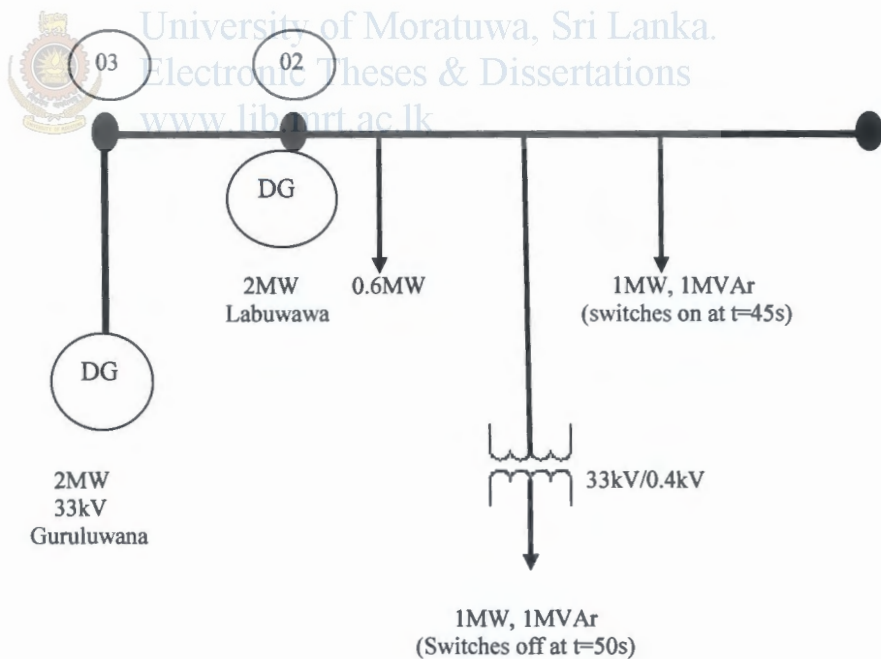 University of Moratuwa, Sri Lanka.
Electronic Theses & Dissertations
www.lib.mrt.ac.lk
03
02
DG
2MW
Labuwawa
0.6MW
1MW, 1MVAr
(switches on at t=45s)
DG
2MW
33kV
Guruluwana
33kV/0.4kV
1MW, 1MVAr
(Switches off at t=50s)